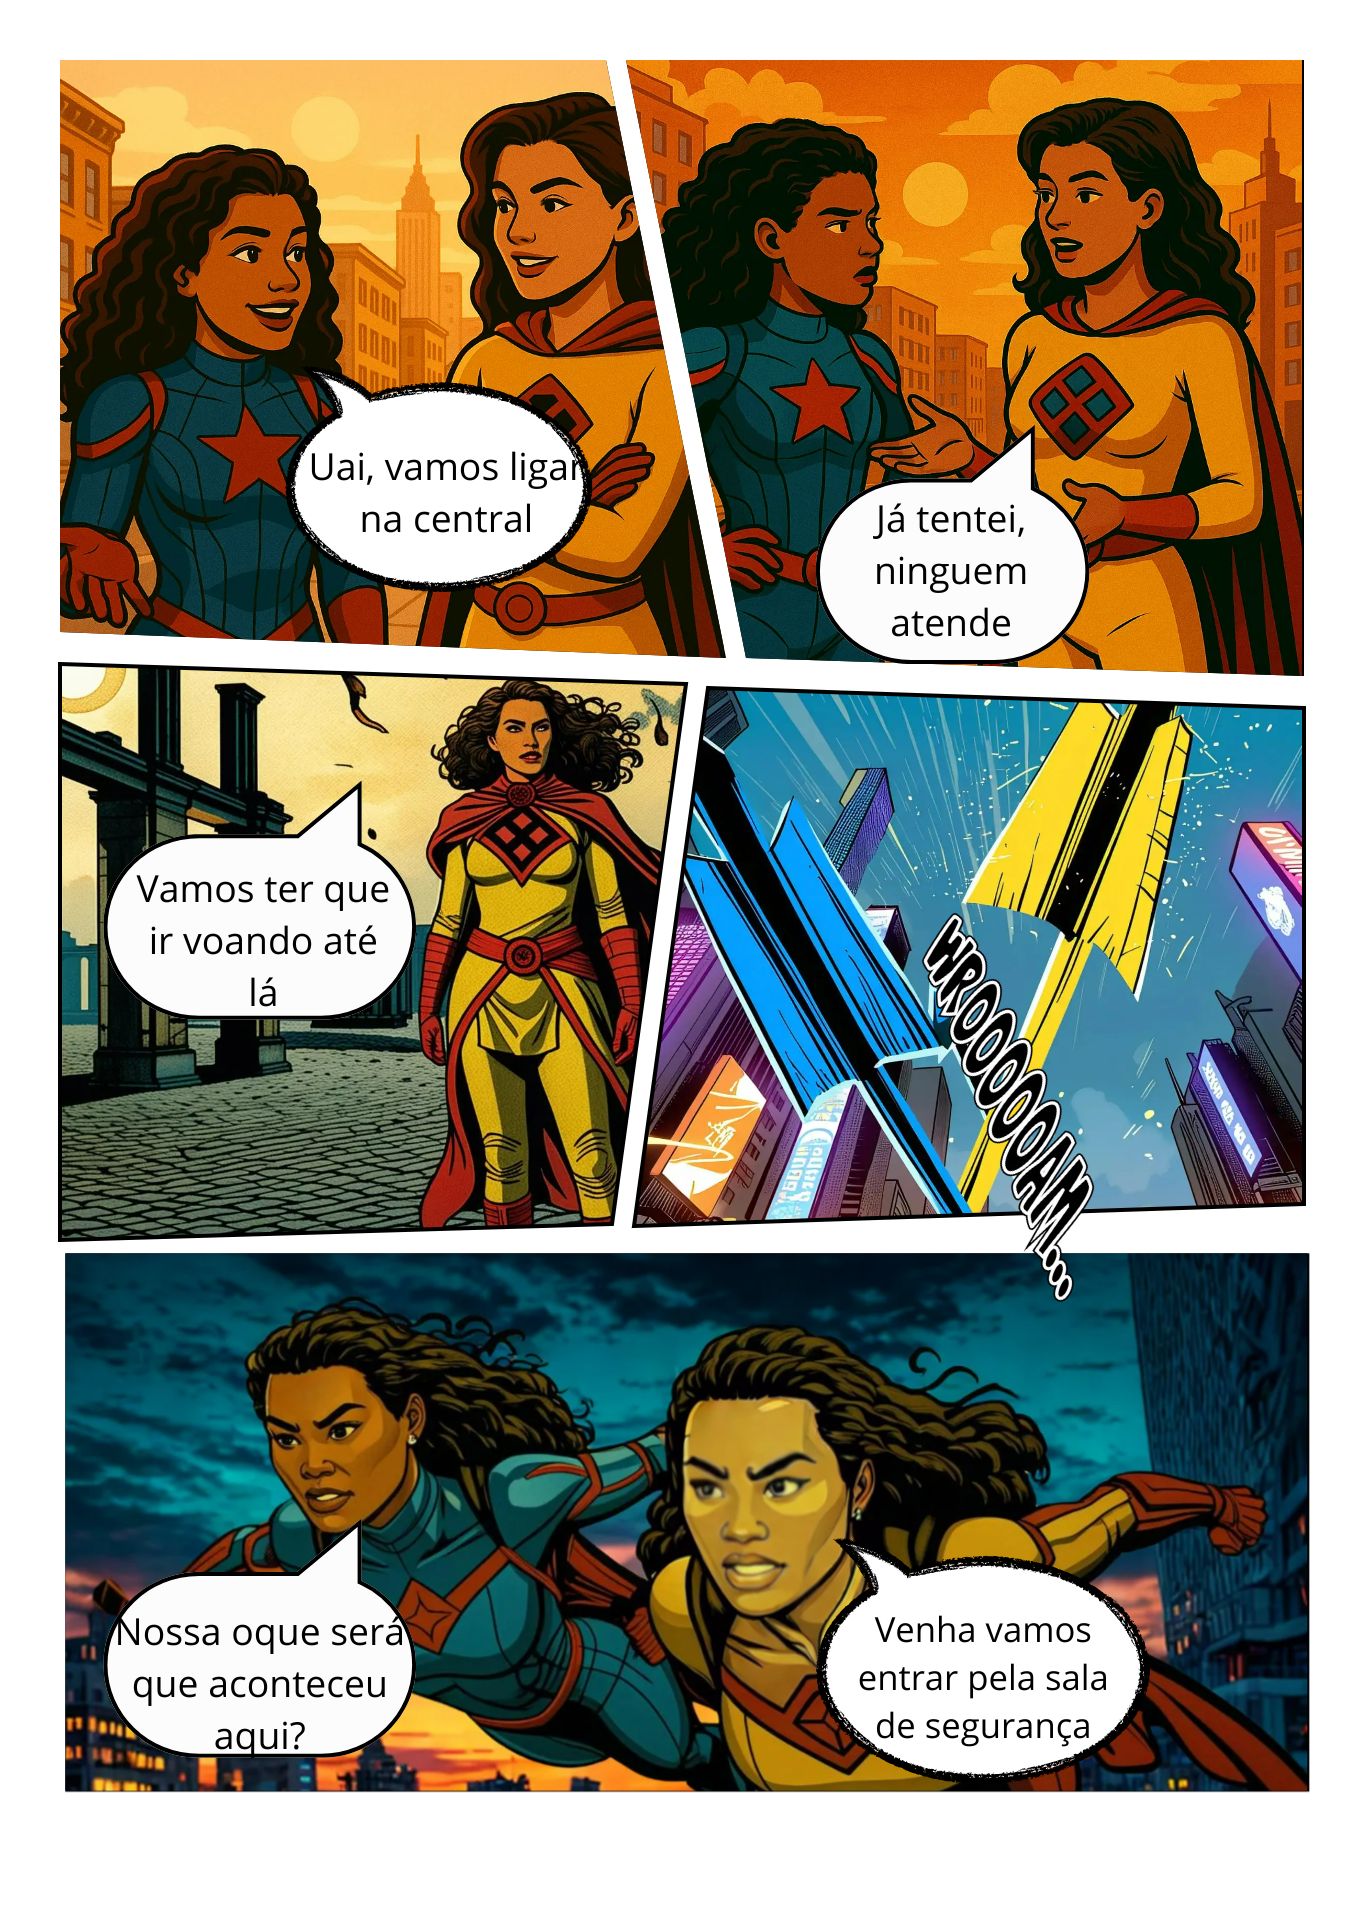 Uai, vamos ligar
na central
Já tentei,
ninguem
atende
Vamos ter que
ir voando até
lá
WROOOOOAM...
Nossa oque será
que aconteceu
aqui?
Venha vamos
entrar pela sala
de segurança